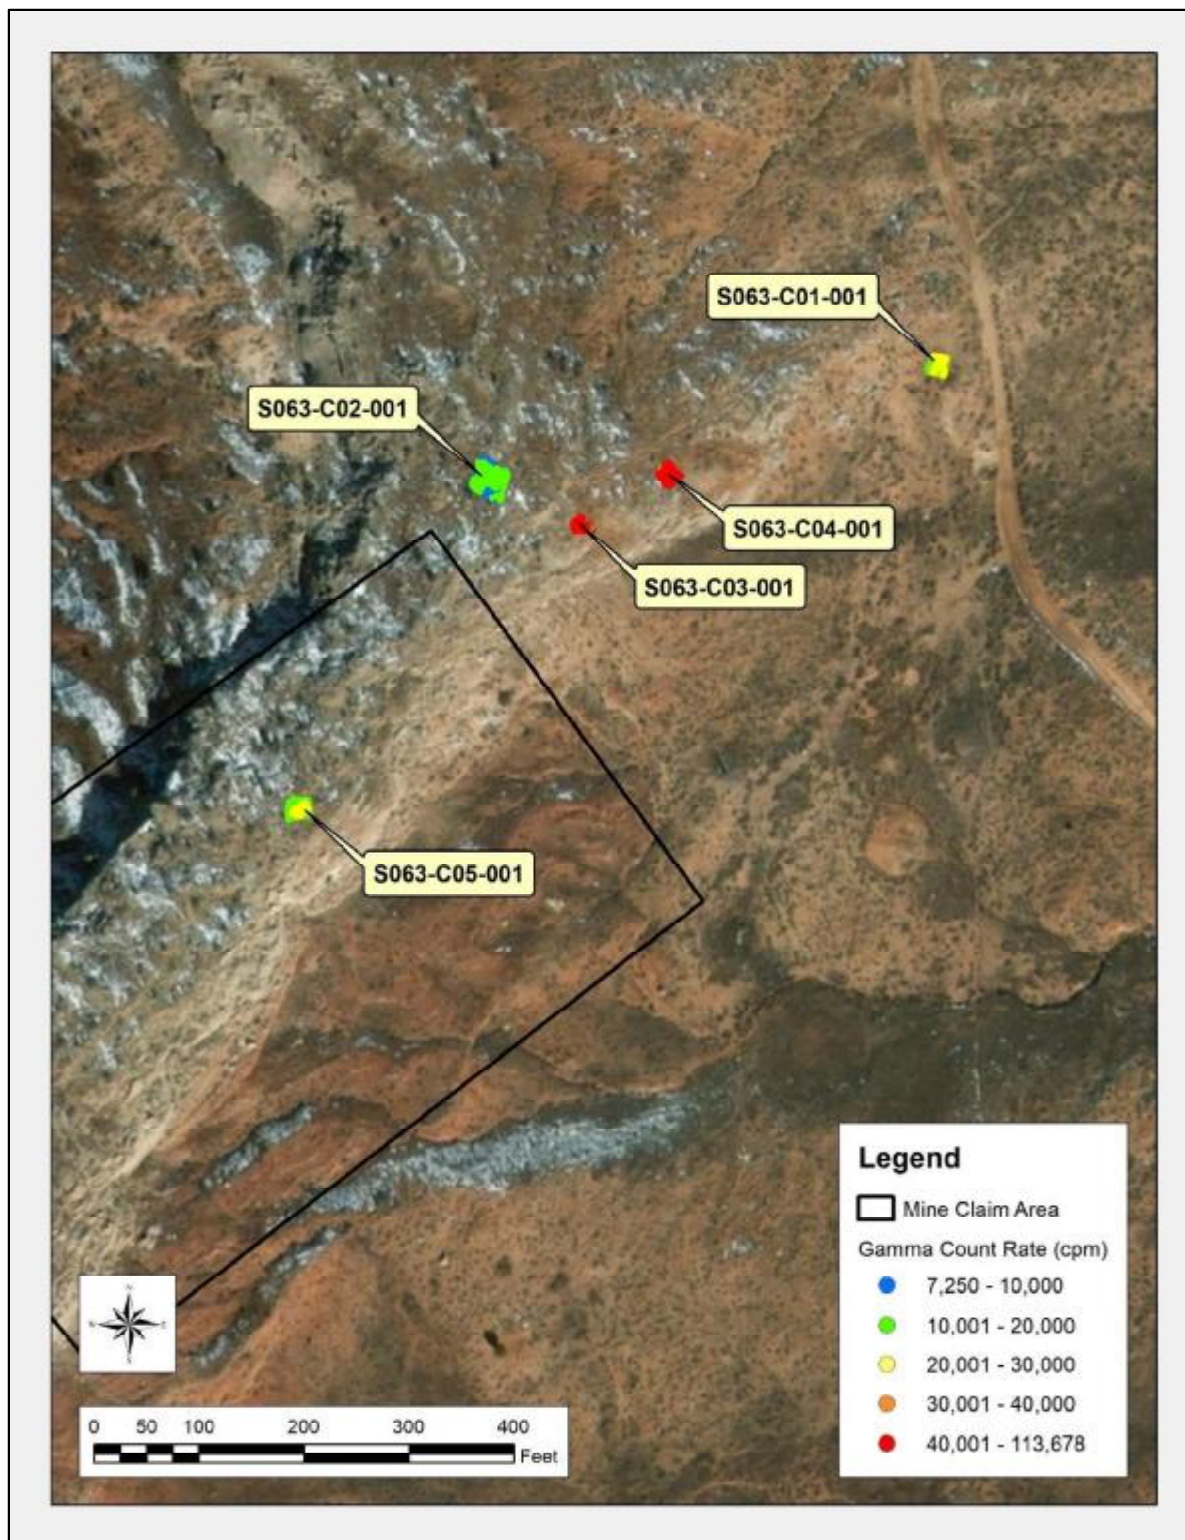 S063-C01-001
S063-C02-001
S063-C04-001
S063-C03-001
S063-C05-001
Legend
Mine Claim Area
Gamma Count Rate (cpm)
7,250 - 10,000
10,001 - 20,000
20,001 - 30,000
30,001 - 40,000
40,001 - 113,678
N
W E
S
0 50 100 200 300 400
Feet